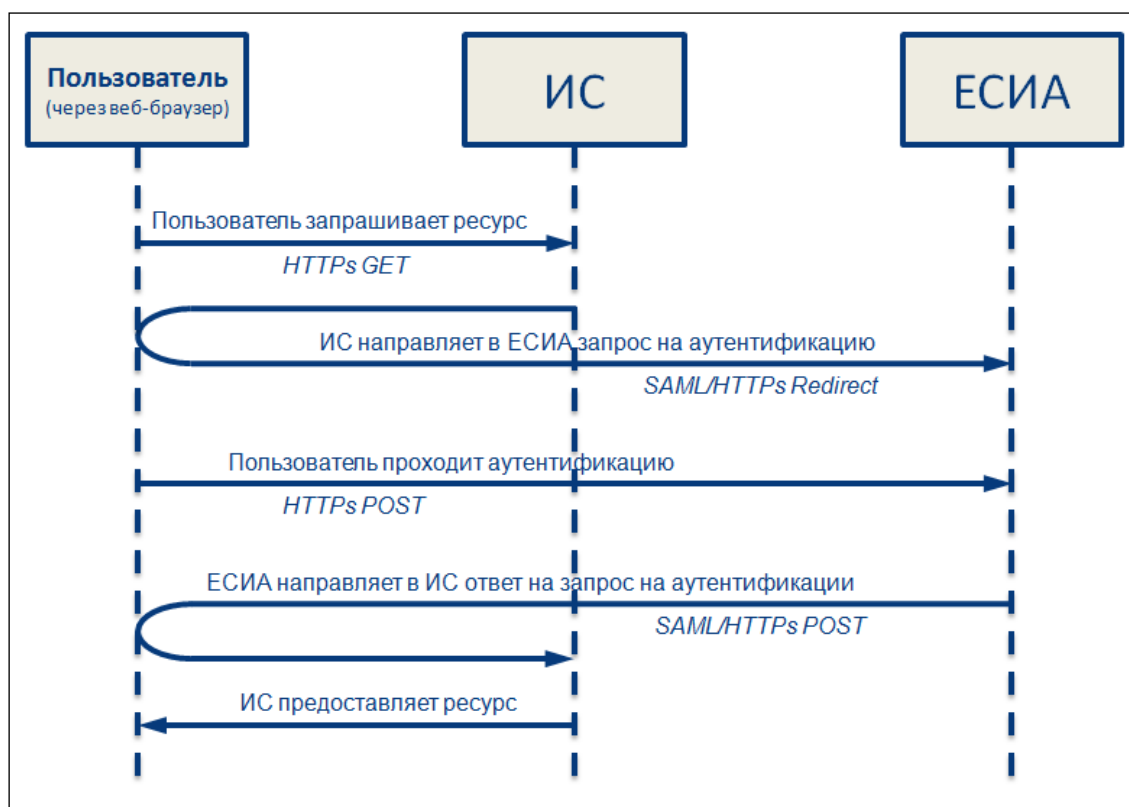 Пользователь
(через веб-браузер)
ИС
ЕСИА
Пользователь запрашивает ресурс
HTTPs GET
ИС направляет в ЕСИА запрос на аутентификацию
SAML/HTTPs Redirect
Пользователь проходит аутентификацию
HTTPs POST
ЕСИА направляет в ИС ответ на запрос на аутентификации
SAML/HTTPs POST
ИС предоставляет ресурс